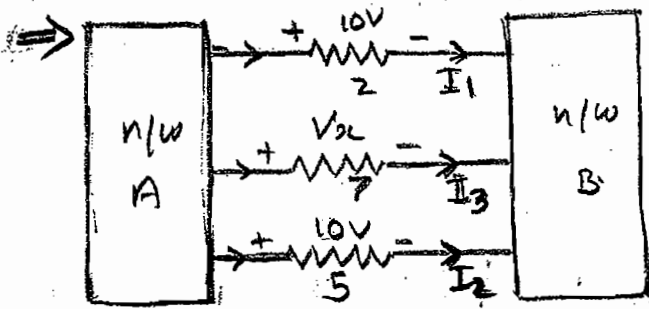 10V
+ -
2 I1
n/w
A
Vx
+ -
7 I3
n/w
B
10V
+ -
5 I2